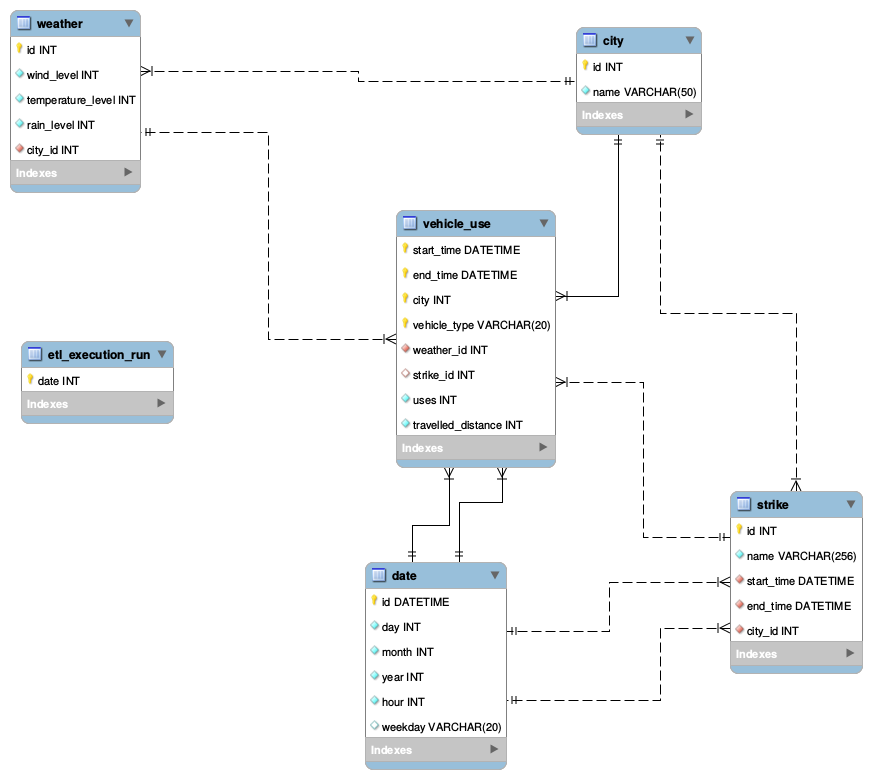 weather
id INT
wind_level INT
temperature_level INT
rain_level INT
city_id INT
Indexes
city
id INT
name VARCHAR(50)
Indexes
vehicle_use
start_time DATETIME
end_time DATETIME
city INT
vehicle_type VARCHAR(20)
weather_id INT
strike_id INT
uses INT
travelled_distance INT
Indexes
etl_execution_run
date INT
Indexes
strike
id INT
name VARCHAR(256)
start_time DATETIME
end_time DATETIME
city_id INT
Indexes
date
id DATETIME
day INT
month INT
year INT
hour INT
weekday VARCHAR(20)
Indexes